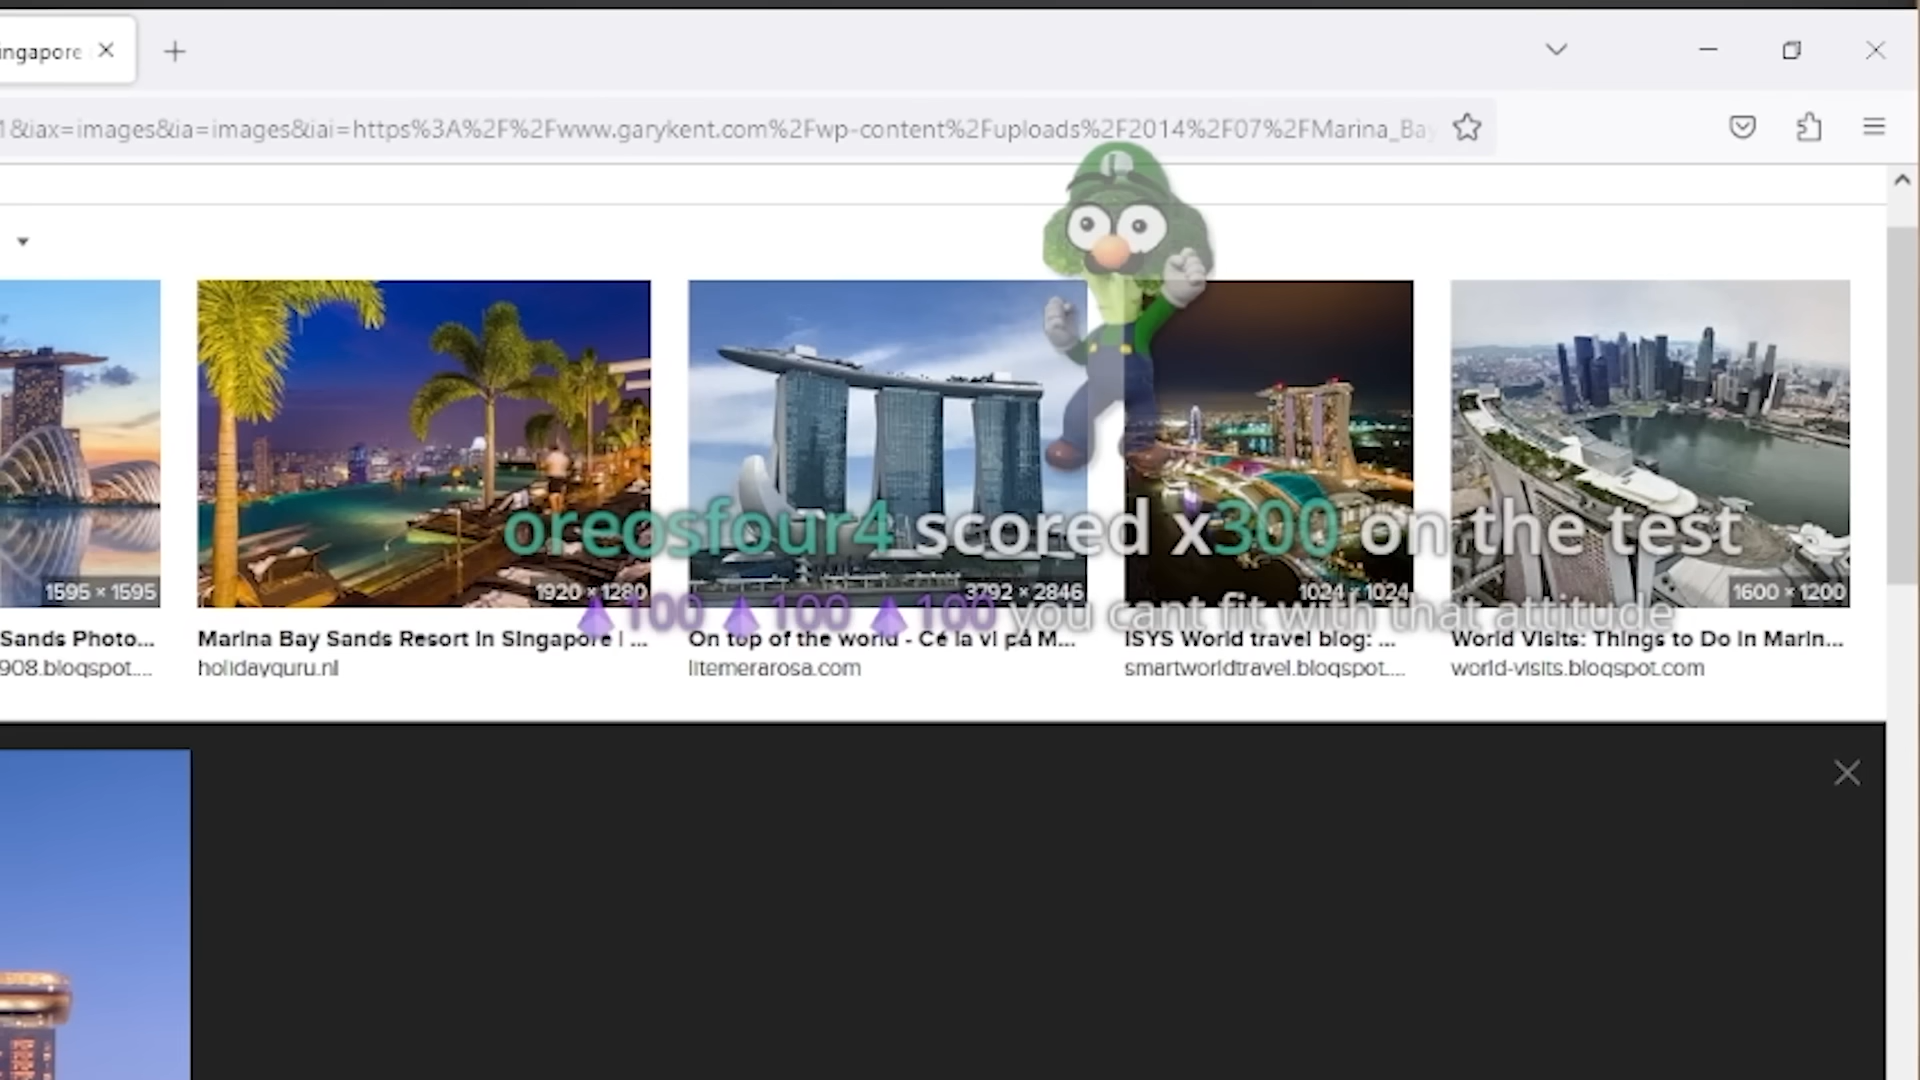 ingapore
1&iax=images&ia=images&iai=https%3A%2F%2Fwww.garykent.com%2Fwp-content%2Fuploads%2F2014%2F07%2FMarina_Bay
L
1595 × 1595
1920 × 1280
3792 × 2846
1024 × 1024
1600 × 1200
oreosfour4 scored x300 on the test
100 100 100 you cant fit with that attitude
Sands Photo...
908.blogspot....
Marina Bay Sands Resort in Singapore | ...
holidayguru.nl
On top of the world - Cé la vi på M...
litemerarosa.com
ISYS World travel blog: ...
smartworldtravel.blogspot....
World Visits: Things to Do in Marin...
world-visits.blogspot.com